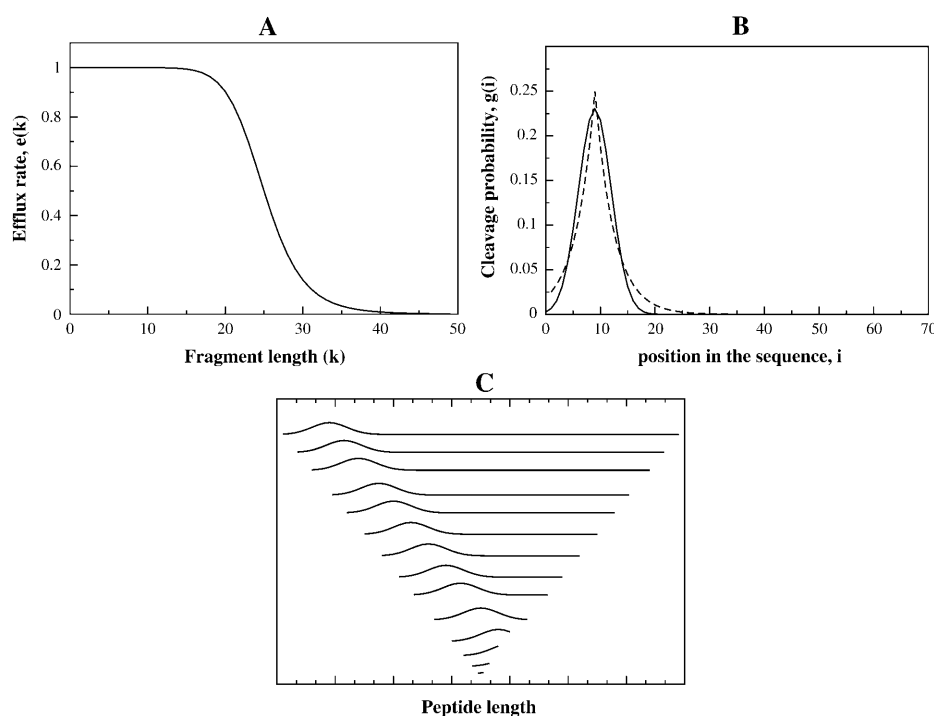 A
Efflux rate, e(k)
1
0.8
0.6
0.4
0.2
0
0 10 20 30 40 50
Fragment length (k)
B
Cleavage probability, g(i)
0.25
0.2
0.15
0.1
0.05
0
0 10 20 30 40 50 60 70
position in the sequence, i
C
Peptide length